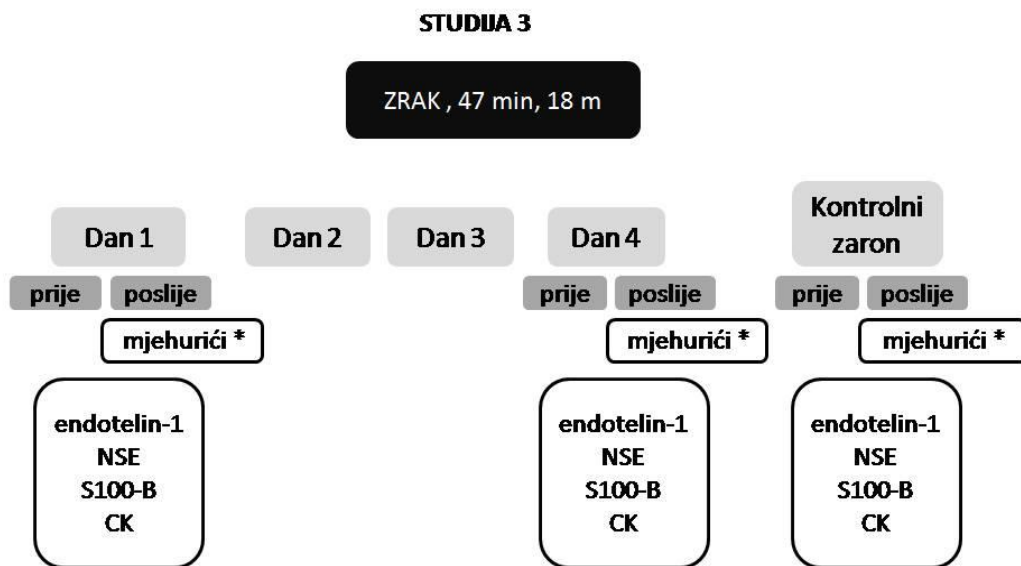 STUDIJA 3
ZRAK , 47 min, 18 m
Dan 1
Dan 2
Dan 3
Dan 4
Kontrolni
zaron
prije
poslije
prije
poslije
prije
poslije
mjehurići *
mjehurići *
mjehurići *
endotelin-1
NSE
S100-B
CK
endotelin-1
NSE
S100-B
CK
endotelin-1
NSE
S100-B
CK